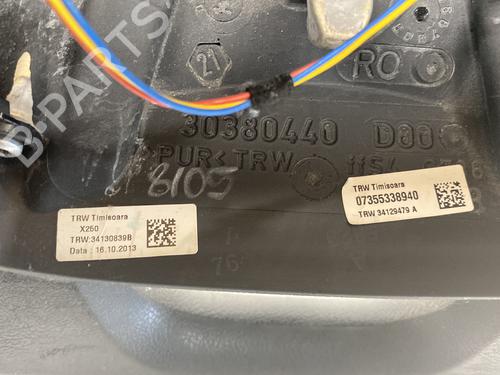 21
RO
30380440 D00
>PUR< TRW
8105
TRW Timisoara
X250
TRW:34130839B
Data : 16.10.2013
TRW Timisoara
07355338940
TRW 34129479 A
76